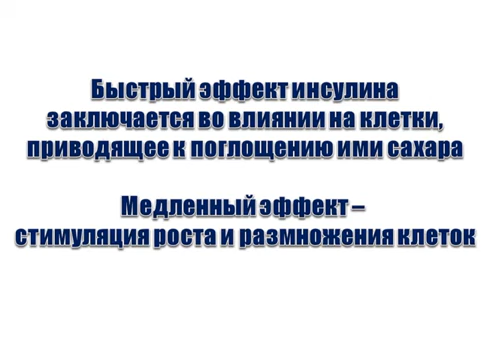 Быстрый эффект инсулина
заключается во влиянии на клетки,
приводящее к поглощению ими сахара
Медленный эффект –
стимуляция роста и размножения клеток